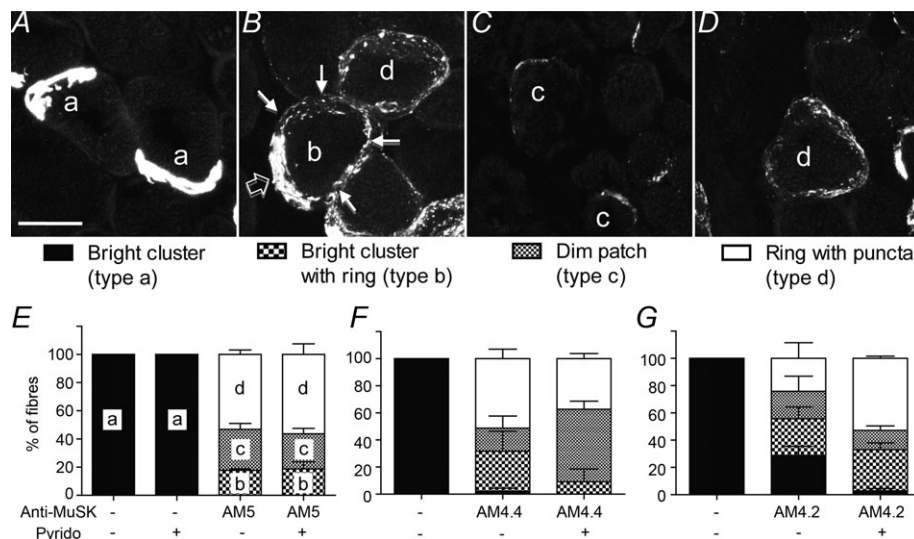 A B C D
a a b d c c d
Bright cluster (type a) Bright cluster with ring (type b) Dim patch (type c) Ring with puncta (type d)
E F G
% of fibres
100 100 100
80 80 80
60 60 60
40 40 40
20 20 20
0 0 0
a a d d
c c
b b
Anti-MuSK - - AM5 AM5 - AM4.4 AM4.4 - AM4.2 AM4.2
Pyrido - + - + - - + - - +